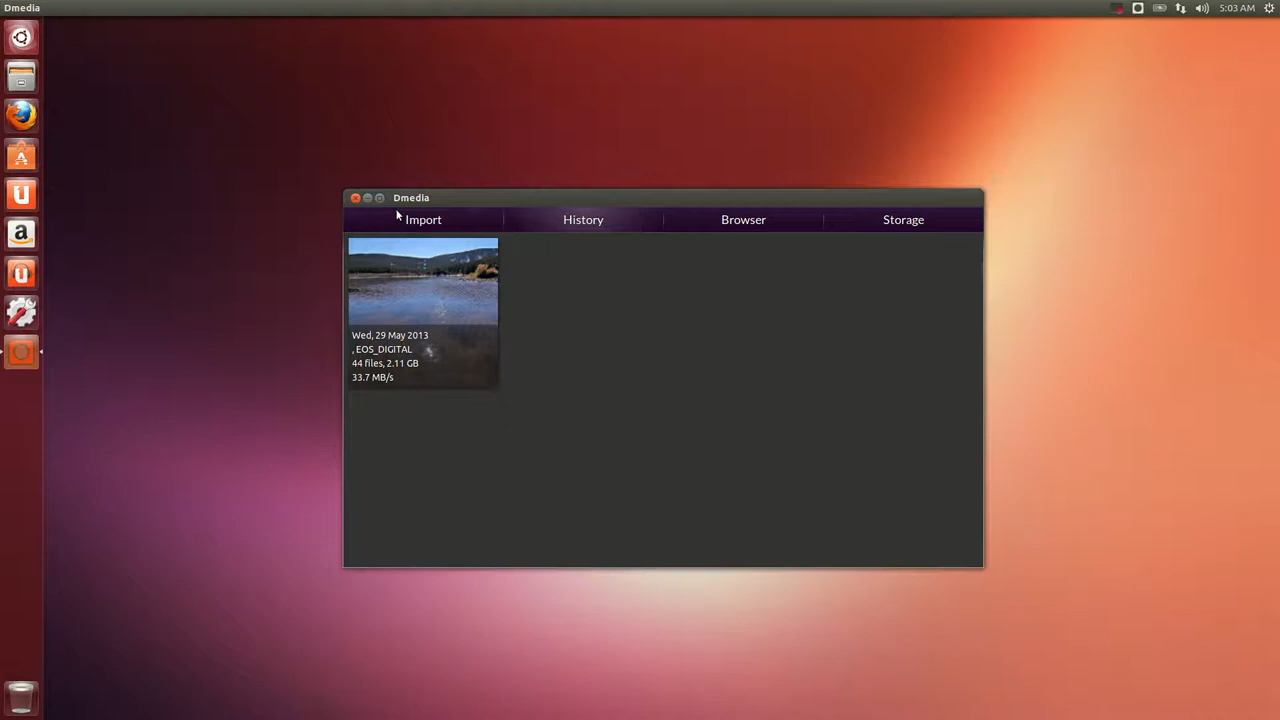 Dmedia
5:03 AM
Dmedia
Import
History
Browser
Storage
Wed, 29 May 2013
, EOS_DIGITAL
44 files, 2.11 GB
33.7 MB/s